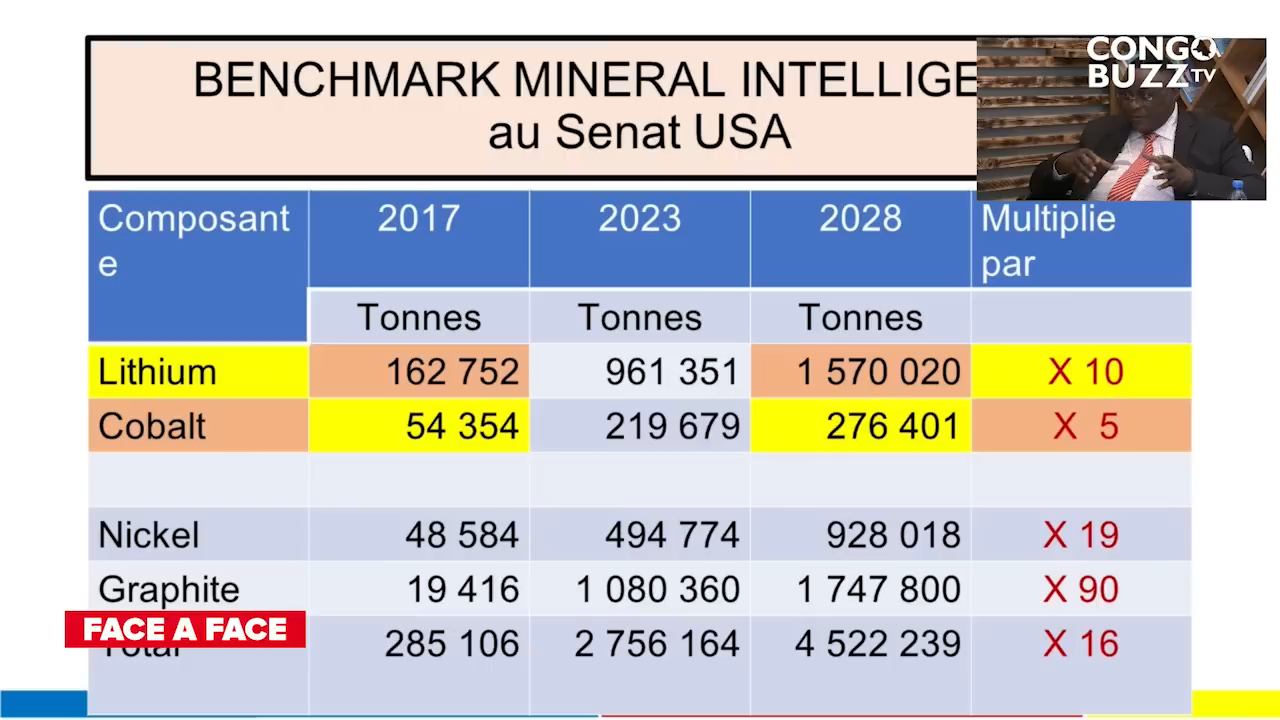 BENCHMARK MINERAL INTELLIGE
au Senat USA
CONGO
BUZZ TV
Composant
e
2017 2023 2028 Multiplie
par
Tonnes Tonnes Tonnes
Lithium 162 752 961 351 1 570 020 X 10
Cobalt 54 354 219 679 276 401 X 5
Nickel 48 584 494 774 928 018 X 19
Graphite 19 416 1 080 360 1 747 800 X 90
FACE A FACE
Total 285 106 2 756 164 4 522 239 X 16